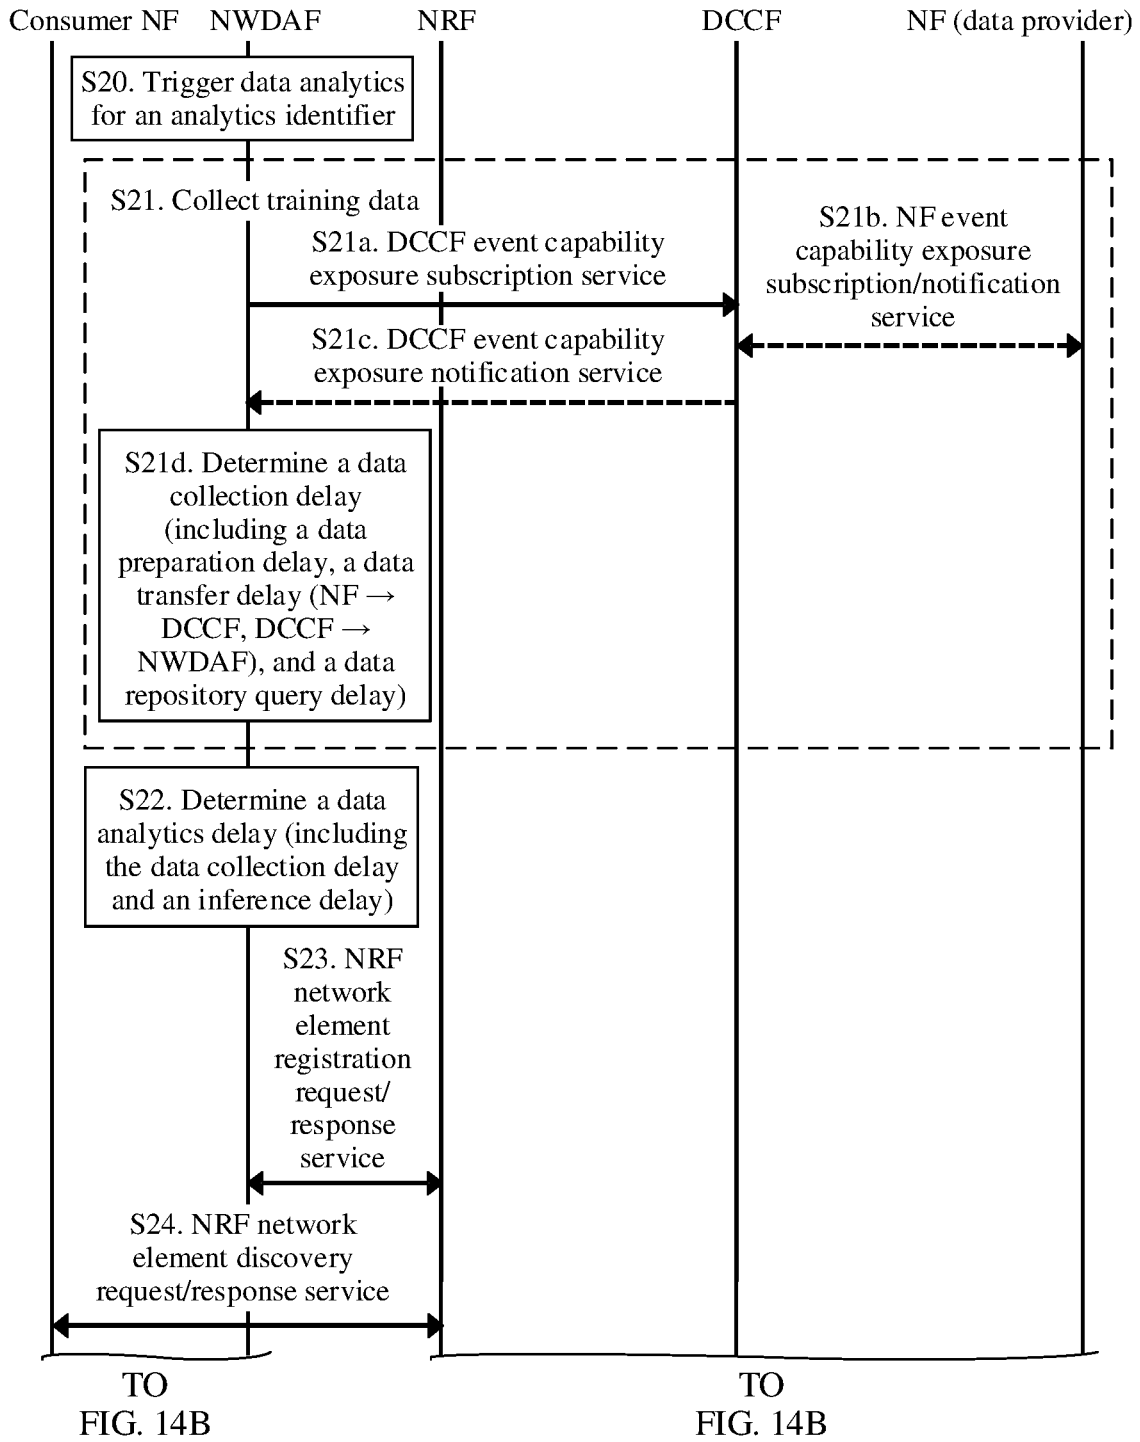 Consumer NF NWDAF NRF DCCF NF (data provider)
S20. Trigger data analytics
for an analytics identifier
S21. Collect training data
S21a. DCCF event capability
exposure subscription service
S21b. NF event
capability exposure
subscription/notification
service
S21c. DCCF event capability
exposure notification service
S21d. Determine a data
collection delay
(including a data
preparation delay, a data
transfer delay (NF →
DCCF, DCCF →
NWDAF), and a data
repository query delay)
S22. Determine a data
analytics delay (including
the data collection delay
and an inference delay)
S23. NRF
network
element
registration
request/
response
service
S24. NRF network
element discovery
request/response service
TO
FIG. 14B
TO
FIG. 14B